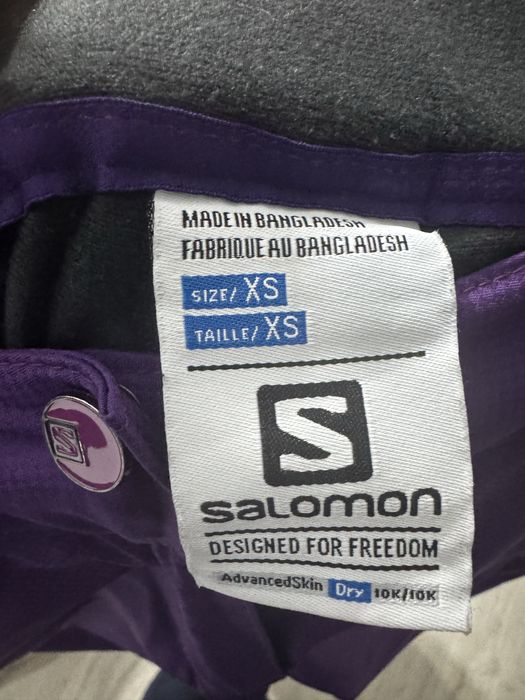 MADE IN BANGLADESH
FABRIQUE AU BANGLADESH
SIZE/ XS
TAILLE/ XS
S
SALOMON
DESIGNED FOR FREEDOM
AdvancedSkin Dry 10K/10K